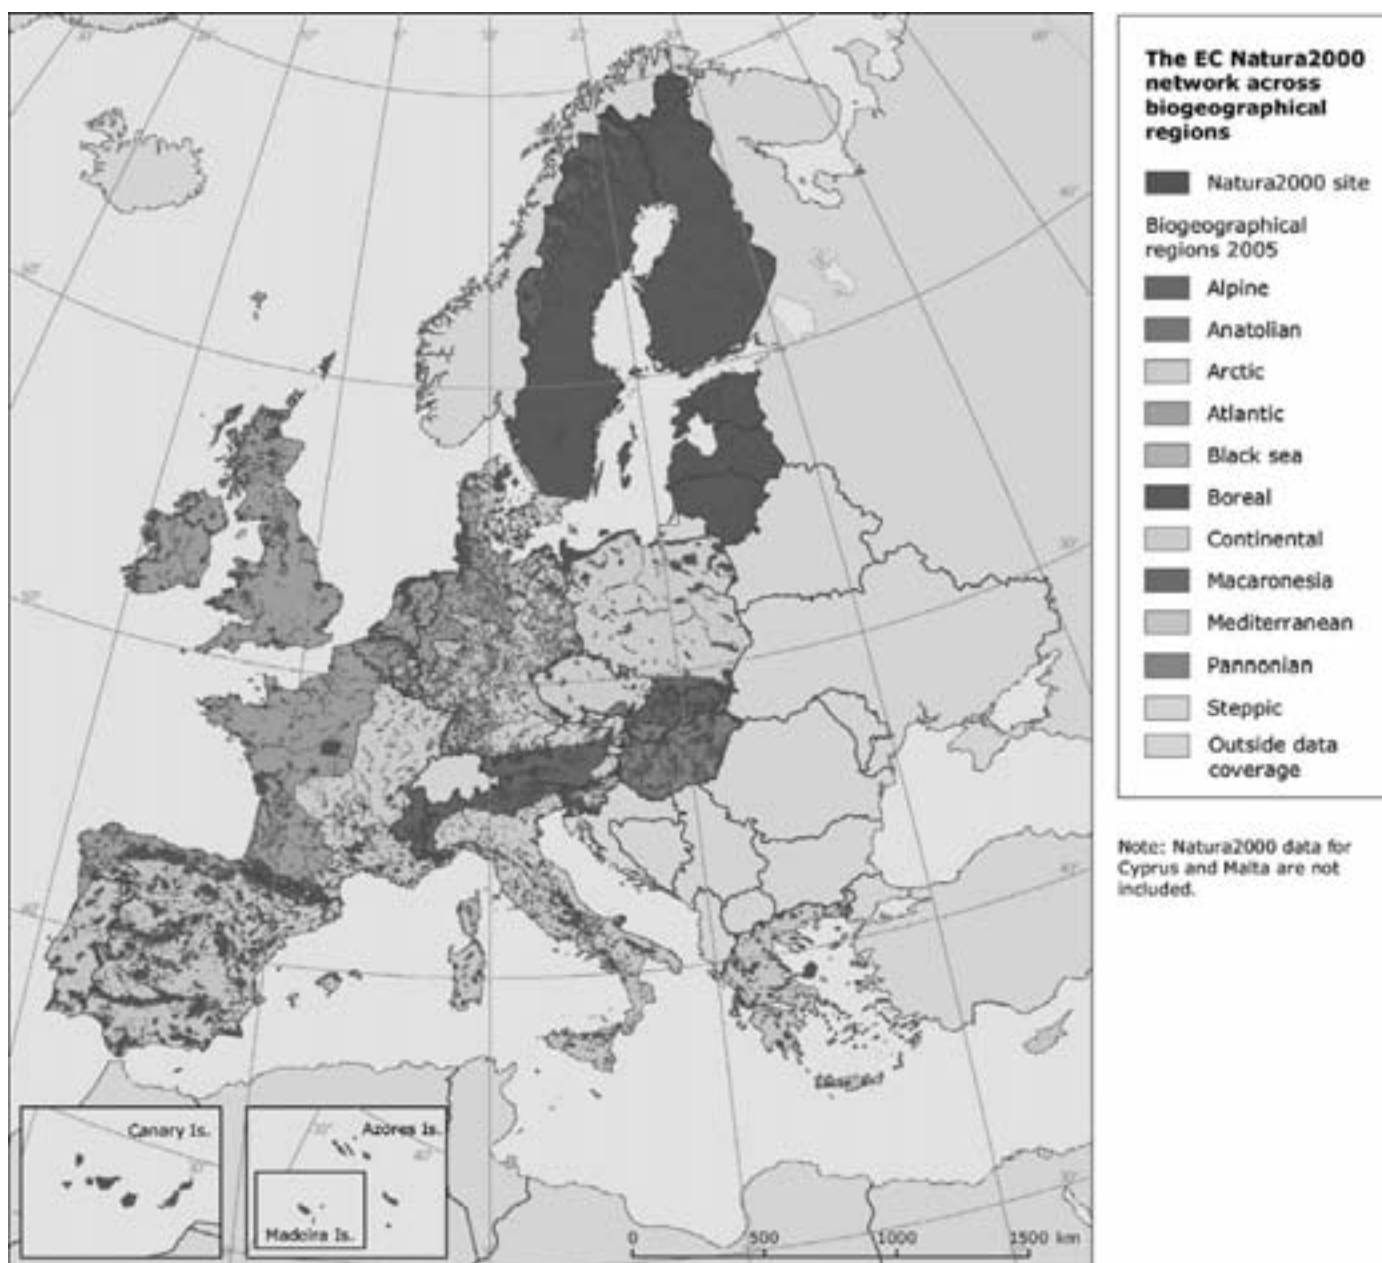 The EC Natura2000
network across
biogeographical
regions
Natura2000 site
Biogeographical
regions 2005
Alpine
Anatolian
Arctic
Atlantic
Black sea
Boreal
Continental
Macaronesia
Mediterranean
Pannonian
Steppic
Outside data
coverage
Note: Natura2000 data for
Cyprus and Malta are not
included.
Canary Is.
Azores Is.
Madeira Is.
0 500 1000 1500 km